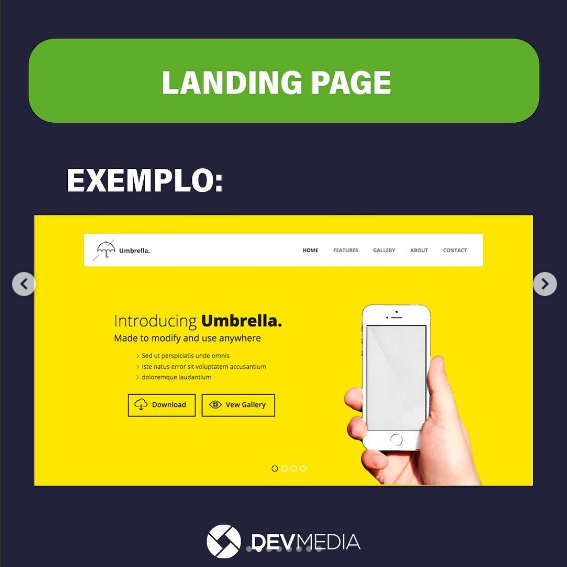 LANDING PAGE
EXEMPLO:
Umbrella.
HOME FEATURES GALLERY ABOUT CONTACT
Introducing Umbrella.
Made to modify and use anywhere
Sed ut perspiciatis unde omnis
iste natus error sit voluptatem accusantium
doloremque laudantium
Download
Vew Gallery
DEVMEDIA